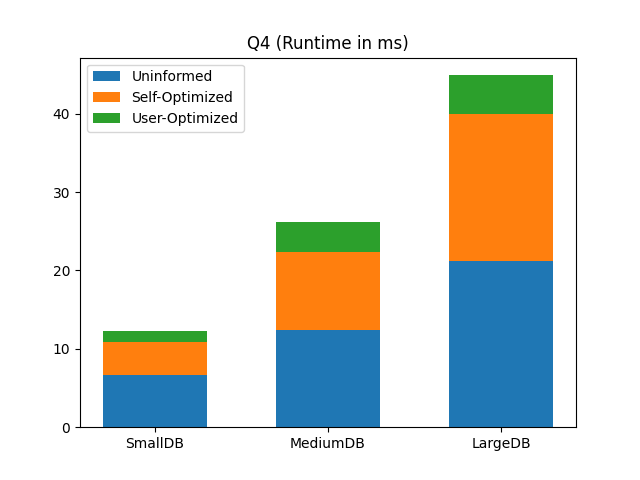 Q4 (Runtime in ms)
Uninformed
Self-Optimized
User-Optimized
40
30
20
10
0
SmallDB MediumDB LargeDB